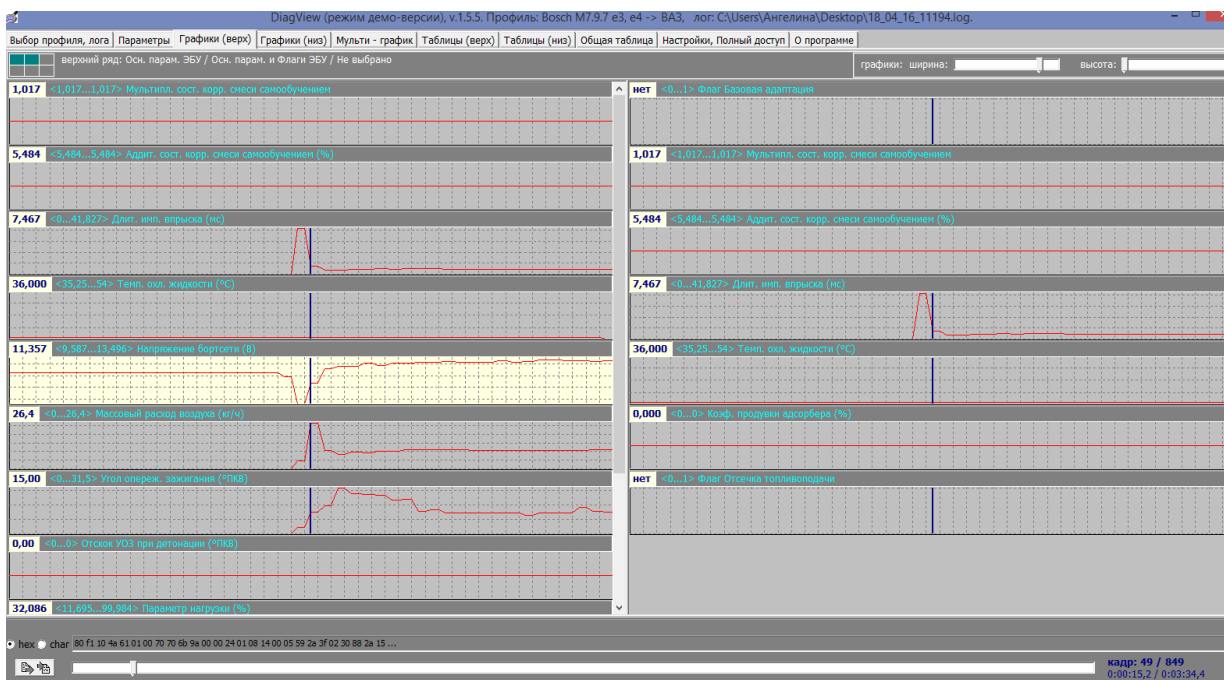 DiagView (режим демо-версии), v.1.5.5. Профиль: Bosch M7.9.7 е3, е4 -> ВАЗ, лог: C:\Users\Ангелина\Desktop\18_04_16_11194.log.
Выбор профиля, лога | Параметры | Графики (верх) | Графики (низ) | Мульти - график | Таблицы (верх) | Таблицы (низ) | Общая таблица | Настройки, Полный доступ | О программе
верхний ряд: Осн. парам. ЭБУ / Осн. парам. и Флаги ЭБУ / Не выбрано
графики: ширина: высота:
1,017 <1,017...1,017> Мультипл. сост. корр. смеси самообучением
5,484 <5,484...5,484> Аддит. сост. корр. смеси самообучением (%)
7,467 <0...41,827> Длит. имп. впрыска (мс)
36,000 <35,25...54> Темп. охл. жидкости (°C)
11,357 <9,587...13,496> Напряжение бортсети (В)
26,4 <0...26,4> Массовый расход воздуха (кг/ч)
15,00 <0...31,5> Угол опереж. зажигания (°ПКВ)
0,00 <0...0> Отскок УОЗ при детонации (°ПКВ)
32,086 <11,695...99,984> Параметр нагрузки (%)
нет <0...1> Флаг Базовая адаптация
1,017 <1,017...1,017> Мультипл. сост. корр. смеси самообучением
5,484 <5,484...5,484> Аддит. сост. корр. смеси самообучением (%)
7,467 <0...41,827> Длит. имп. впрыска (мс)
36,000 <35,25...54> Темп. охл. жидкости (°C)
0,000 <0...0> Коэф. продувки адсорбера (%)
нет <0...1> Флаг Отсечка топливоподачи
hex char 80 f1 10 4a 61 01 00 70 70 6b 9a 00 00 24 01 08 14 00 05 59 2a 3f 02 30 88 2a 15 ...
кадр: 49 / 849
0:00:15,2 / 0:03:34,4